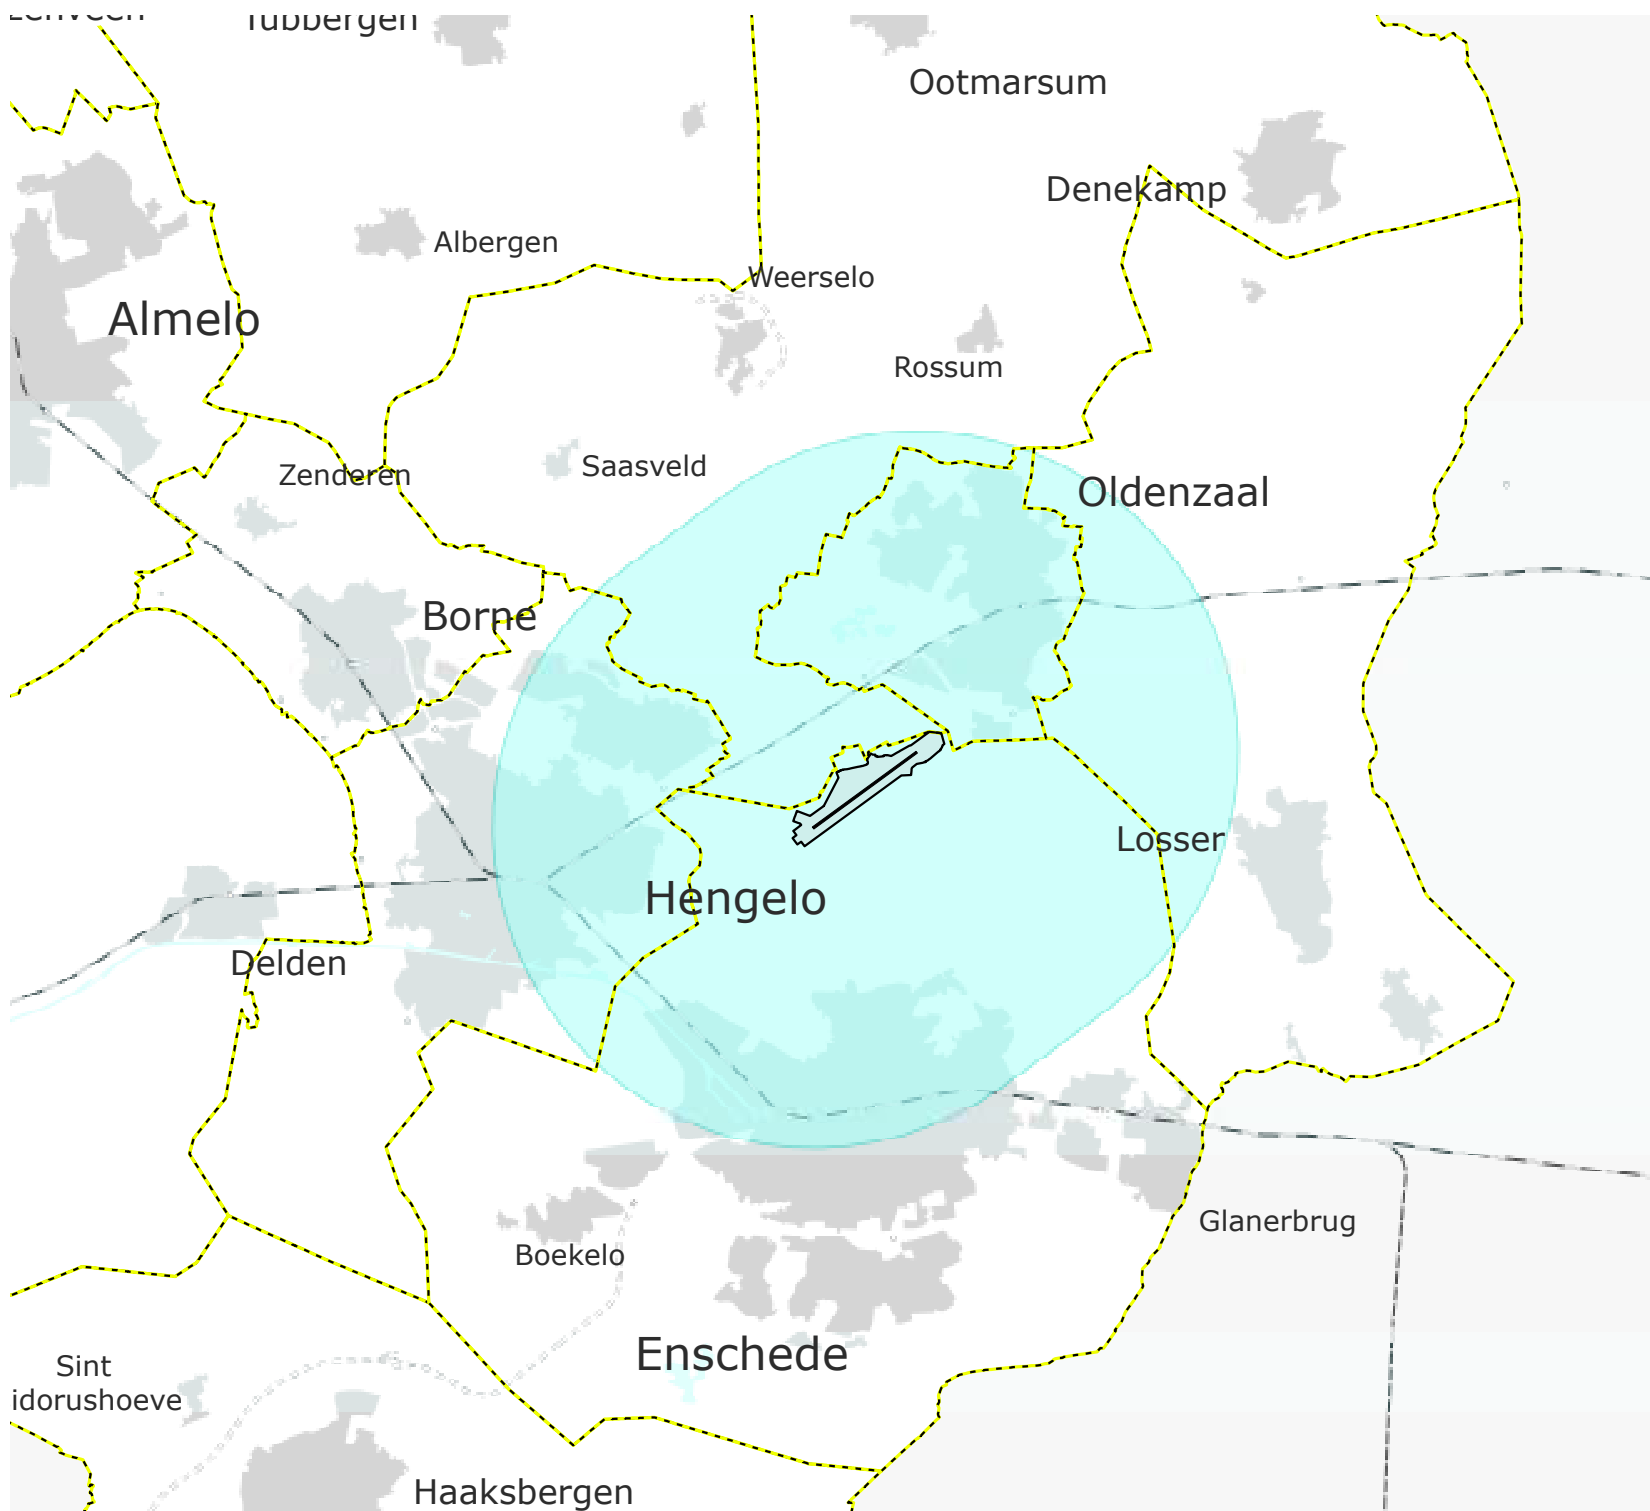 Tubbergen
Ootmarsum
Denekamp
Albergen
Weerselo
Almelo
Rossum
Saasveld
Zenderen
Oldenzaal
Borne
Losser
Hengelo
Delden
Glanerbrug
Boekelo
Enschede
Sint
idorushoeve
Haaksbergen